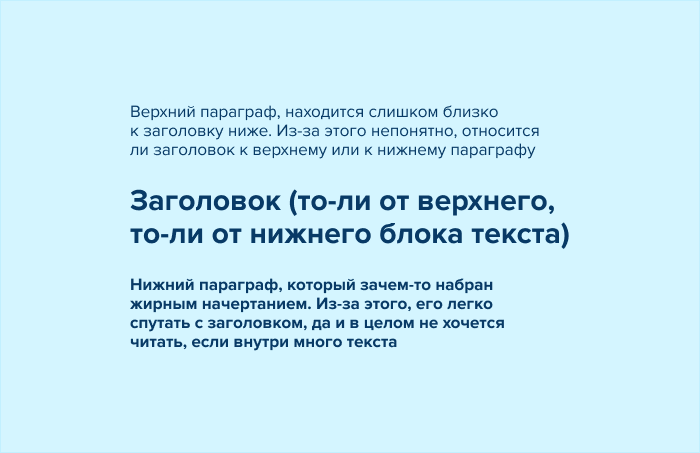 Верхний параграф, находится слишком близко
к заголовку ниже. Из-за этого непонятно, относится
ли заголовок к верхнему или к нижнему параграфу
Заголовок (то-ли от верхнего,
то-ли от нижнего блока текста)
Нижний параграф, который зачем-то набран
жирным начертанием. Из-за этого, его легко
спутать с заголовком, да и в целом не хочется
читать, если внутри много текста